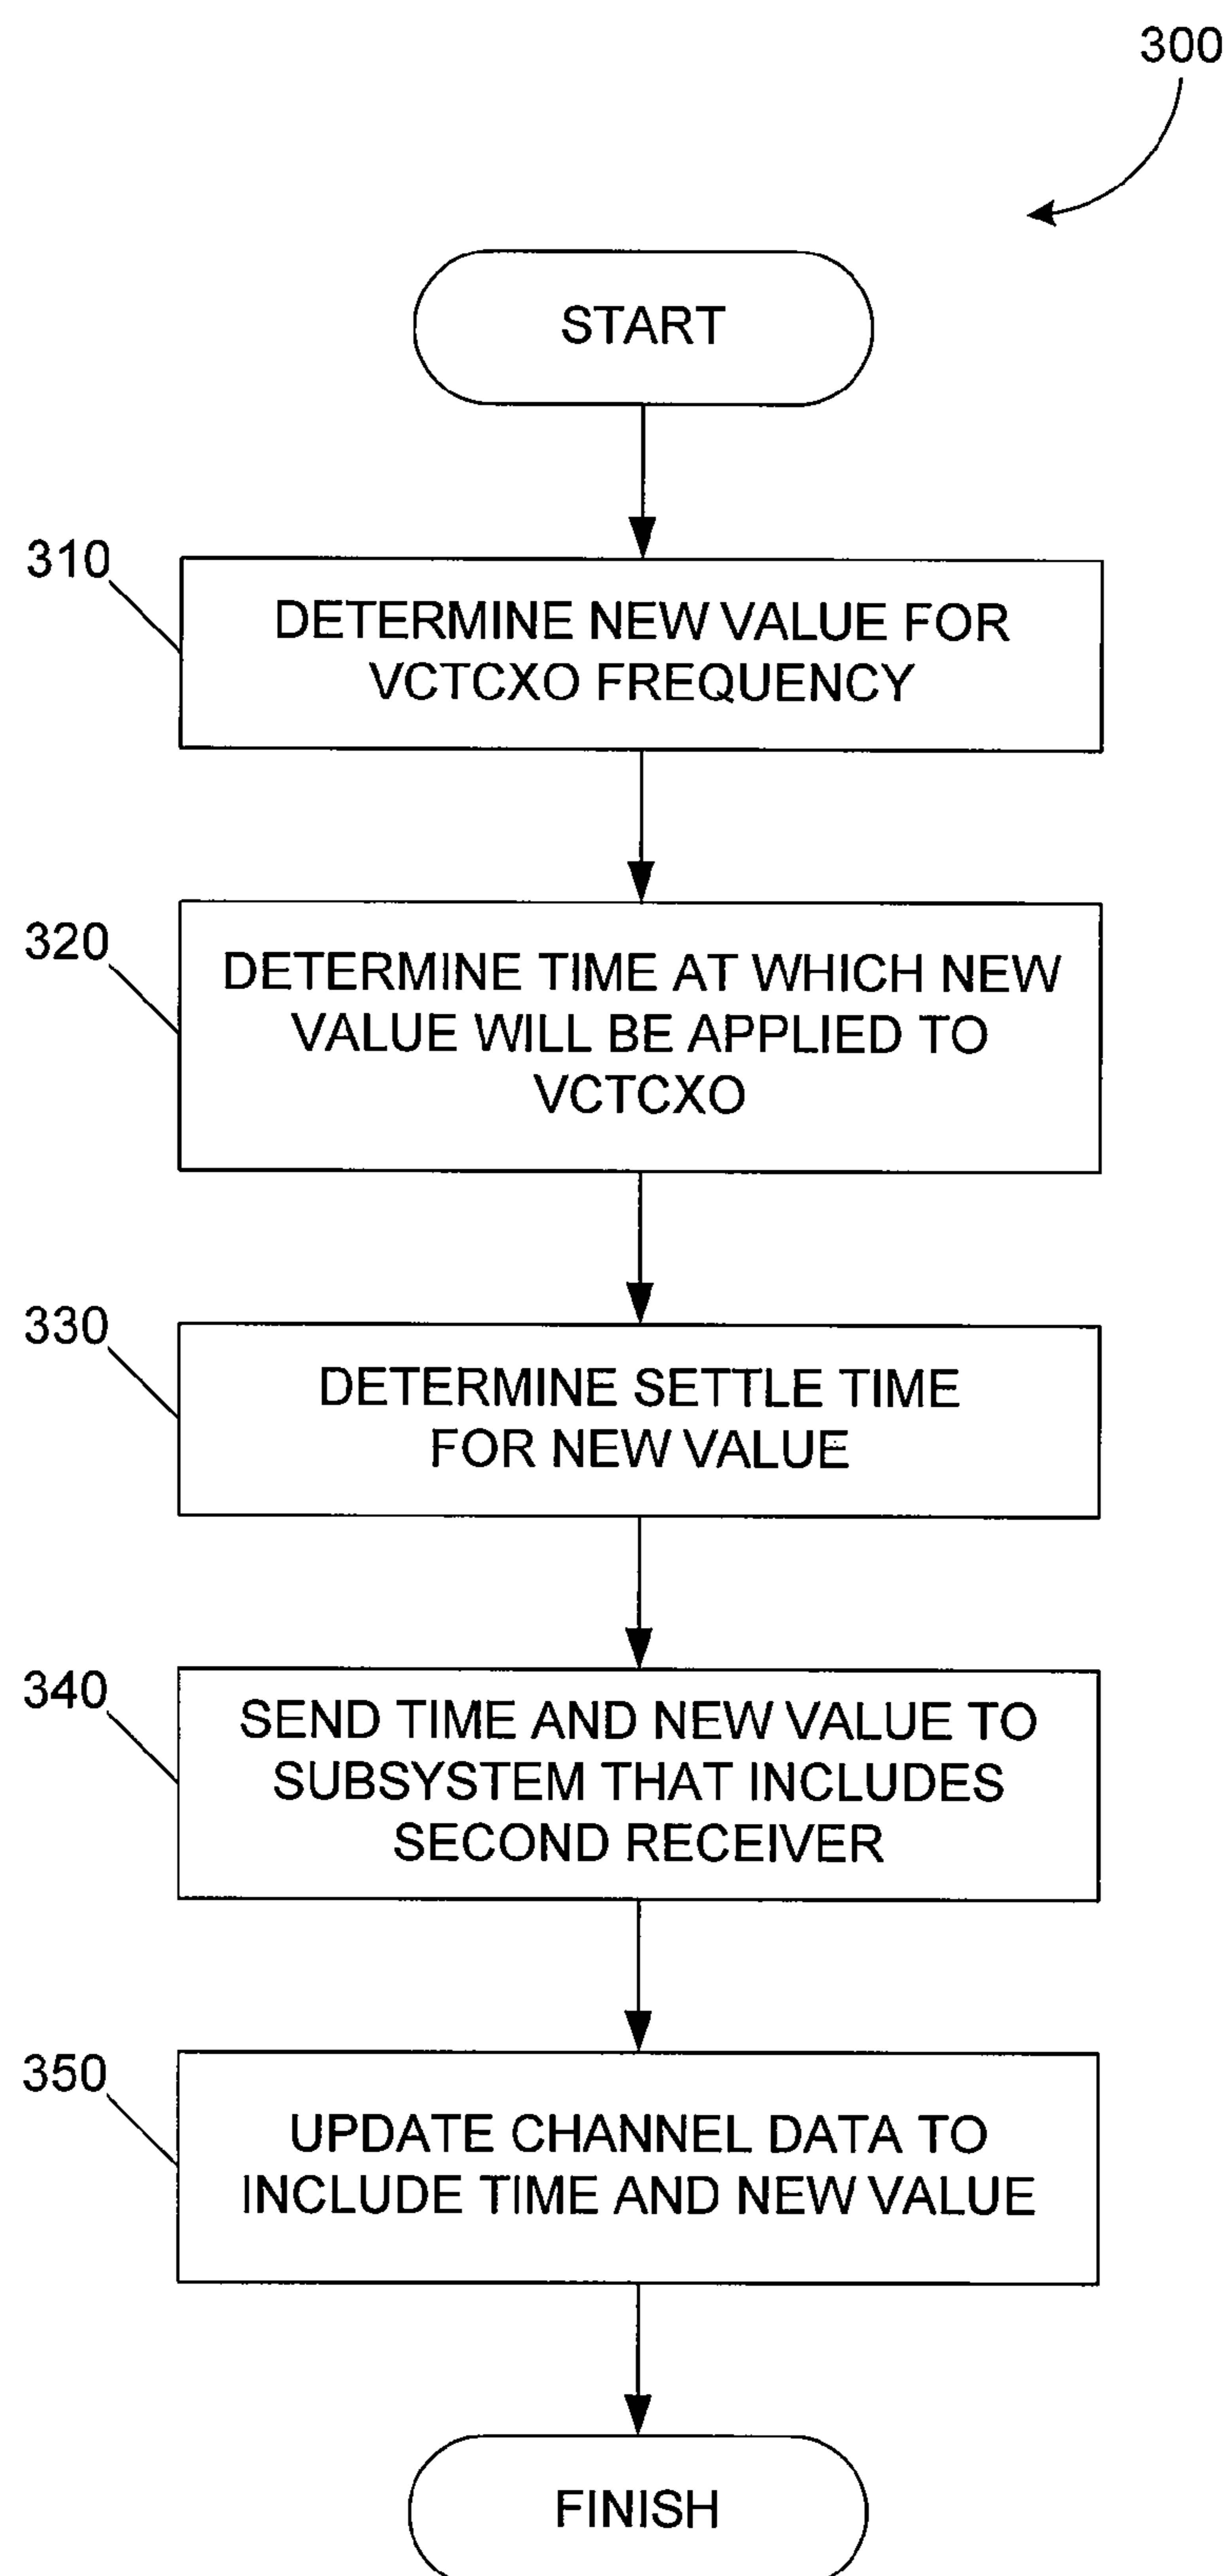 300
START
310
DETERMINE NEW VALUE FOR
VCTCXO FREQUENCY
320
DETERMINE TIME AT WHICH NEW
VALUE WILL BE APPLIED TO
VCTCXO
330
DETERMINE SETTLE TIME
FOR NEW VALUE
340
SEND TIME AND NEW VALUE TO
SUBSYSTEM THAT INCLUDES
SECOND RECEIVER
350
UPDATE CHANNEL DATA TO
INCLUDE TIME AND NEW VALUE
FINISH